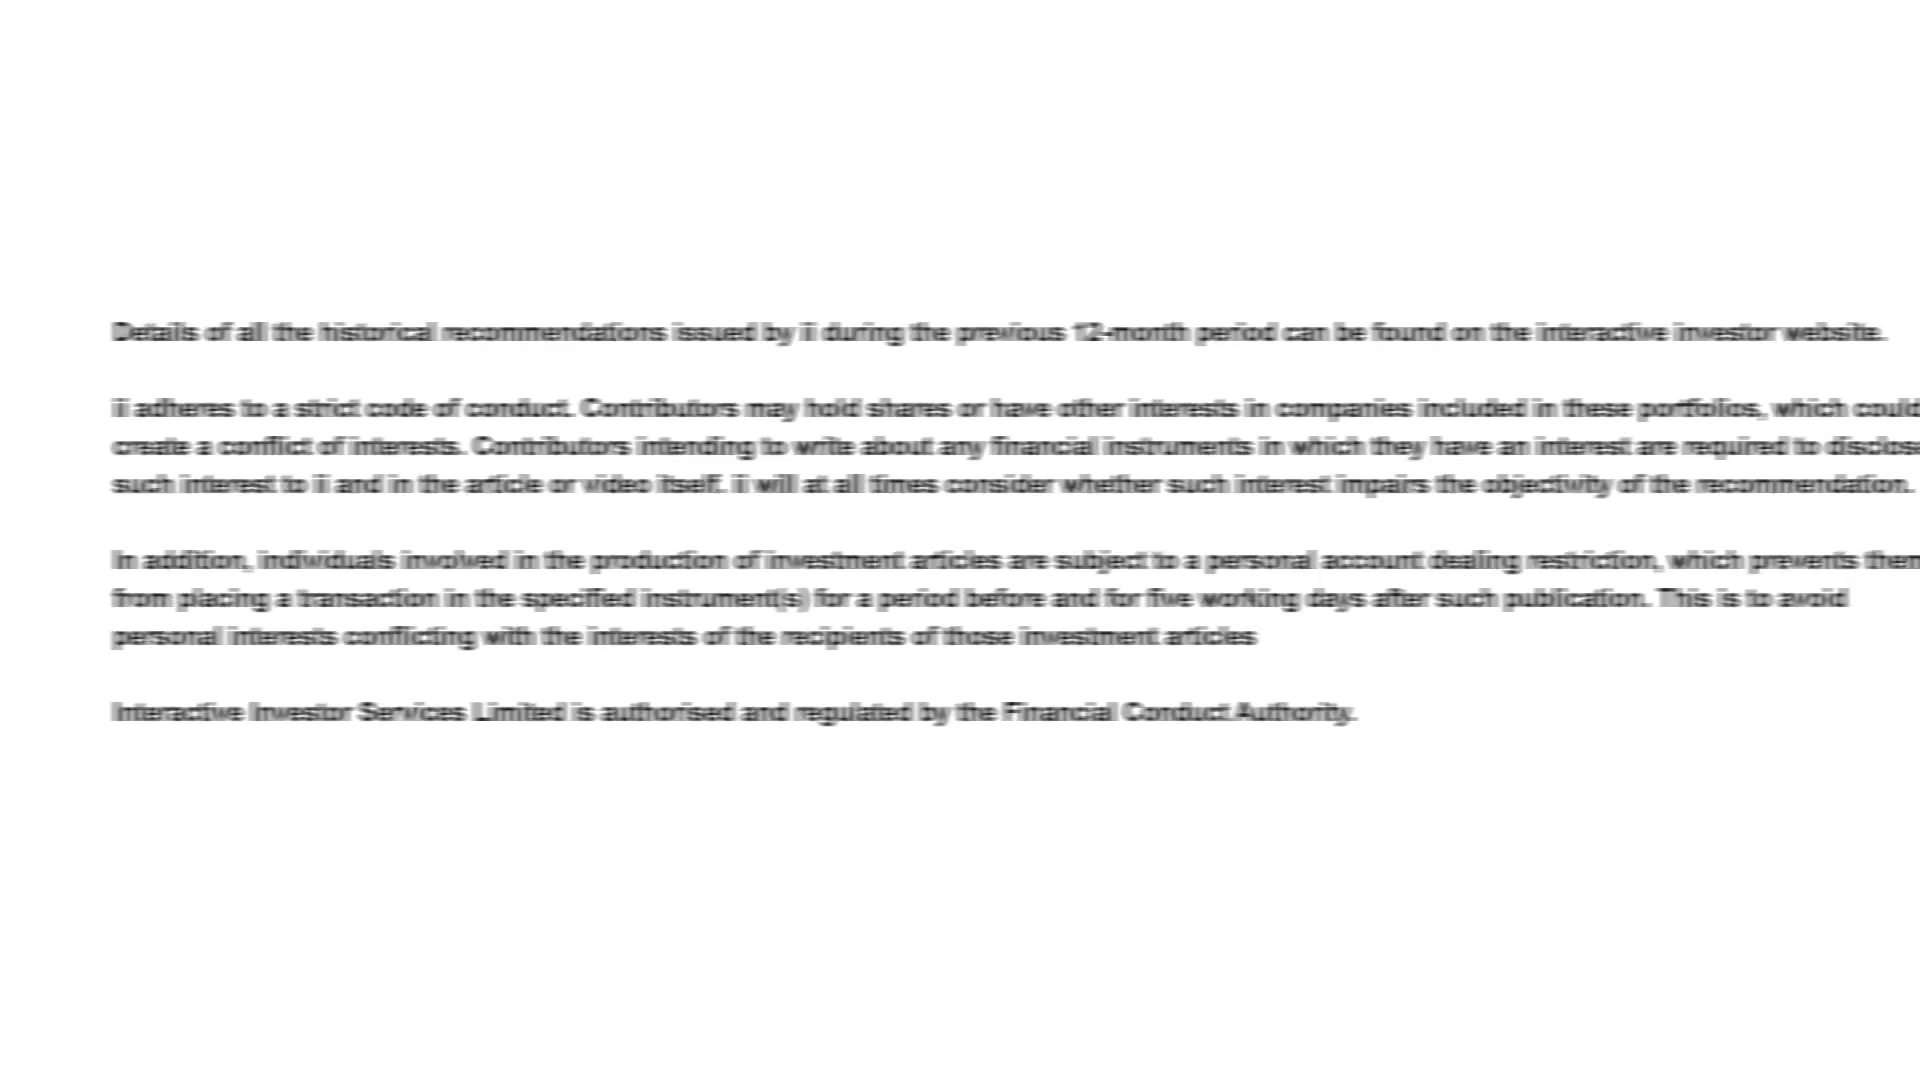 Details of all the historical recommendations issued by ii during the previous 12-month period can be found on the interactive investor website.
ii adheres to a strict code of conduct. Contributors may hold shares or have other interests in companies included in these portfolios, which could
create a conflict of interests. Contributors intending to write about any financial instruments in which they have an interest are required to disclose
such interest to ii and in the article or video itself. ii will at all times consider whether such interest impairs the objectivity of the recommendation.
In addition, individuals involved in the production of investment articles are subject to a personal account dealing restriction, which prevents them
from placing a transaction in the specified instrument(s) for a period before and for five working days after such publication. This is to avoid
personal interests conflicting with the interests of the recipients of those investment articles
Interactive Investor Services Limited is authorised and regulated by the Financial Conduct Authority.